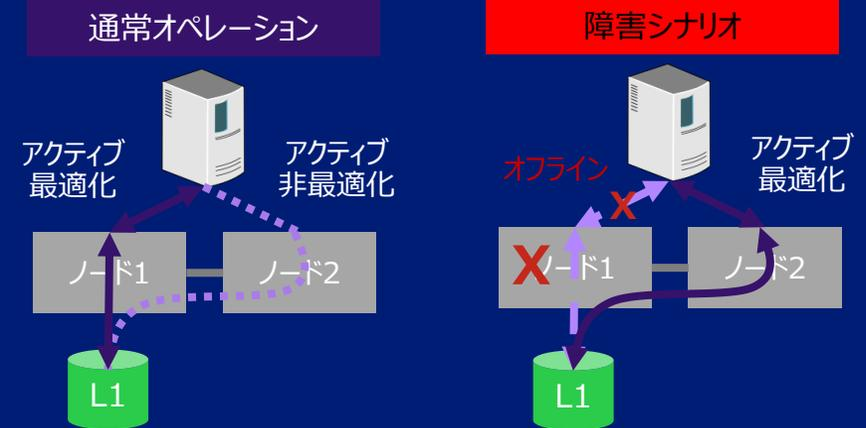 通常オペレーション
障害シナリオ
アクティブ
最適化
アクティブ
非最適化
オフライン
アクティブ
最適化
X
ノード1
ノード2
X
ノード1
ノード2
L1
L1